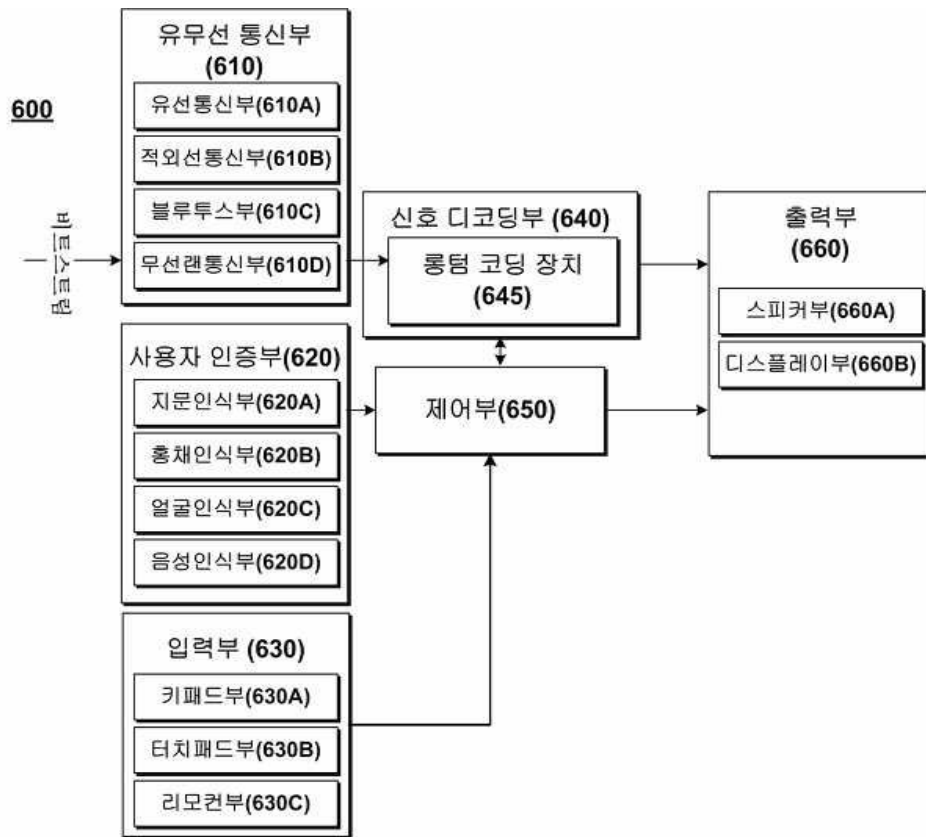 600
비트스트림
유무선 통신부
(610)
유선통신부(610A)
적외선통신부(610B)
블루투스부(610C)
무선랜통신부(610D)
사용자 인증부(620)
지문인식부(620A)
홍채인식부(620B)
얼굴인식부(620C)
음성인식부(620D)
입력부 (630)
키패드부(630A)
터치패드부(630B)
리모컨부(630C)
신호 디코딩부 (640)
롱텀 코딩 장치
(645)
제어부(650)
출력부
(660)
스피커부(660A)
디스플레이부(660B)